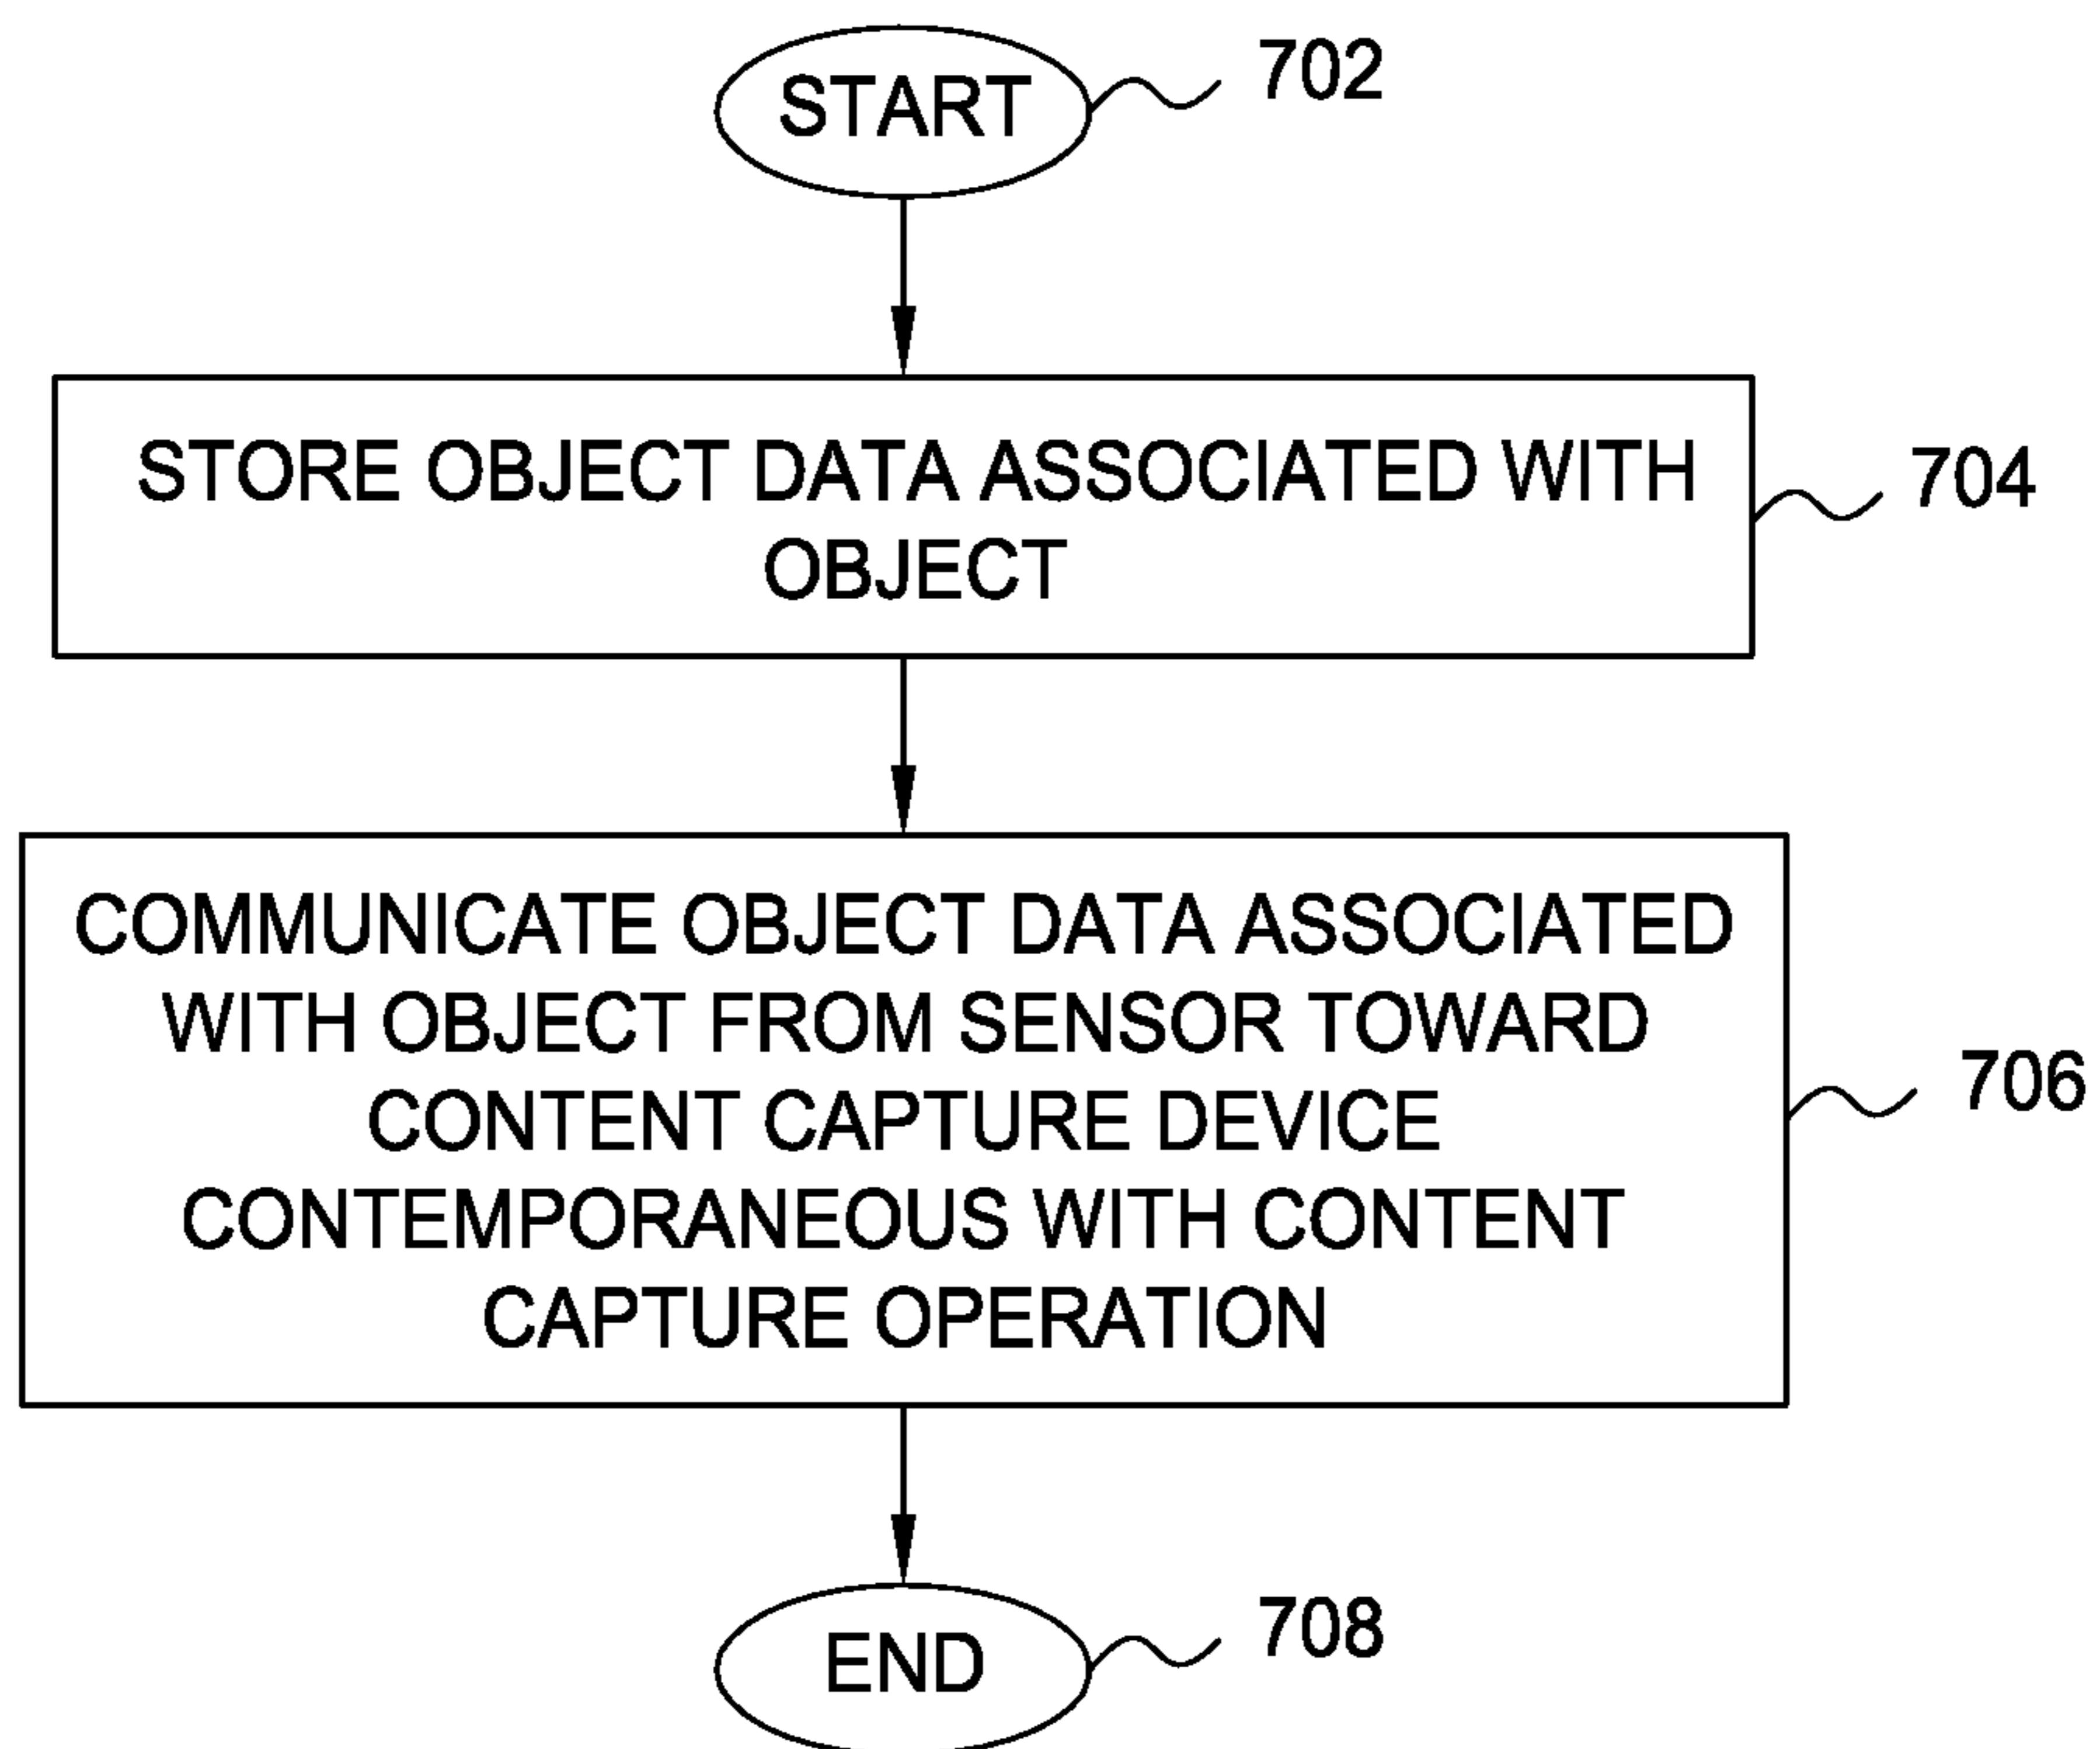 START
702
STORE OBJECT DATA ASSOCIATED WITH
OBJECT
704
COMMUNICATE OBJECT DATA ASSOCIATED
WITH OBJECT FROM SENSOR TOWARD
CONTENT CAPTURE DEVICE
CONTEMPORANEOUS WITH CONTENT
CAPTURE OPERATION
706
END
708